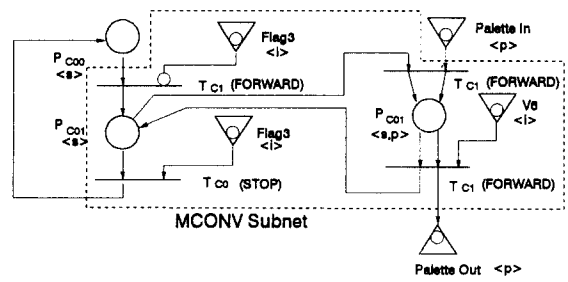 Flag3
<i>
Palette In
<p>
P C00
<s>
T C1 (FORWARD)
T C1 (FORWARD)
P C01
<s>
P C01
<s,p>
V6
<i>
Flag3
<i>
T C0 (STOP)
T C1 (FORWARD)
MCONV Subnet
Palette Out <p>